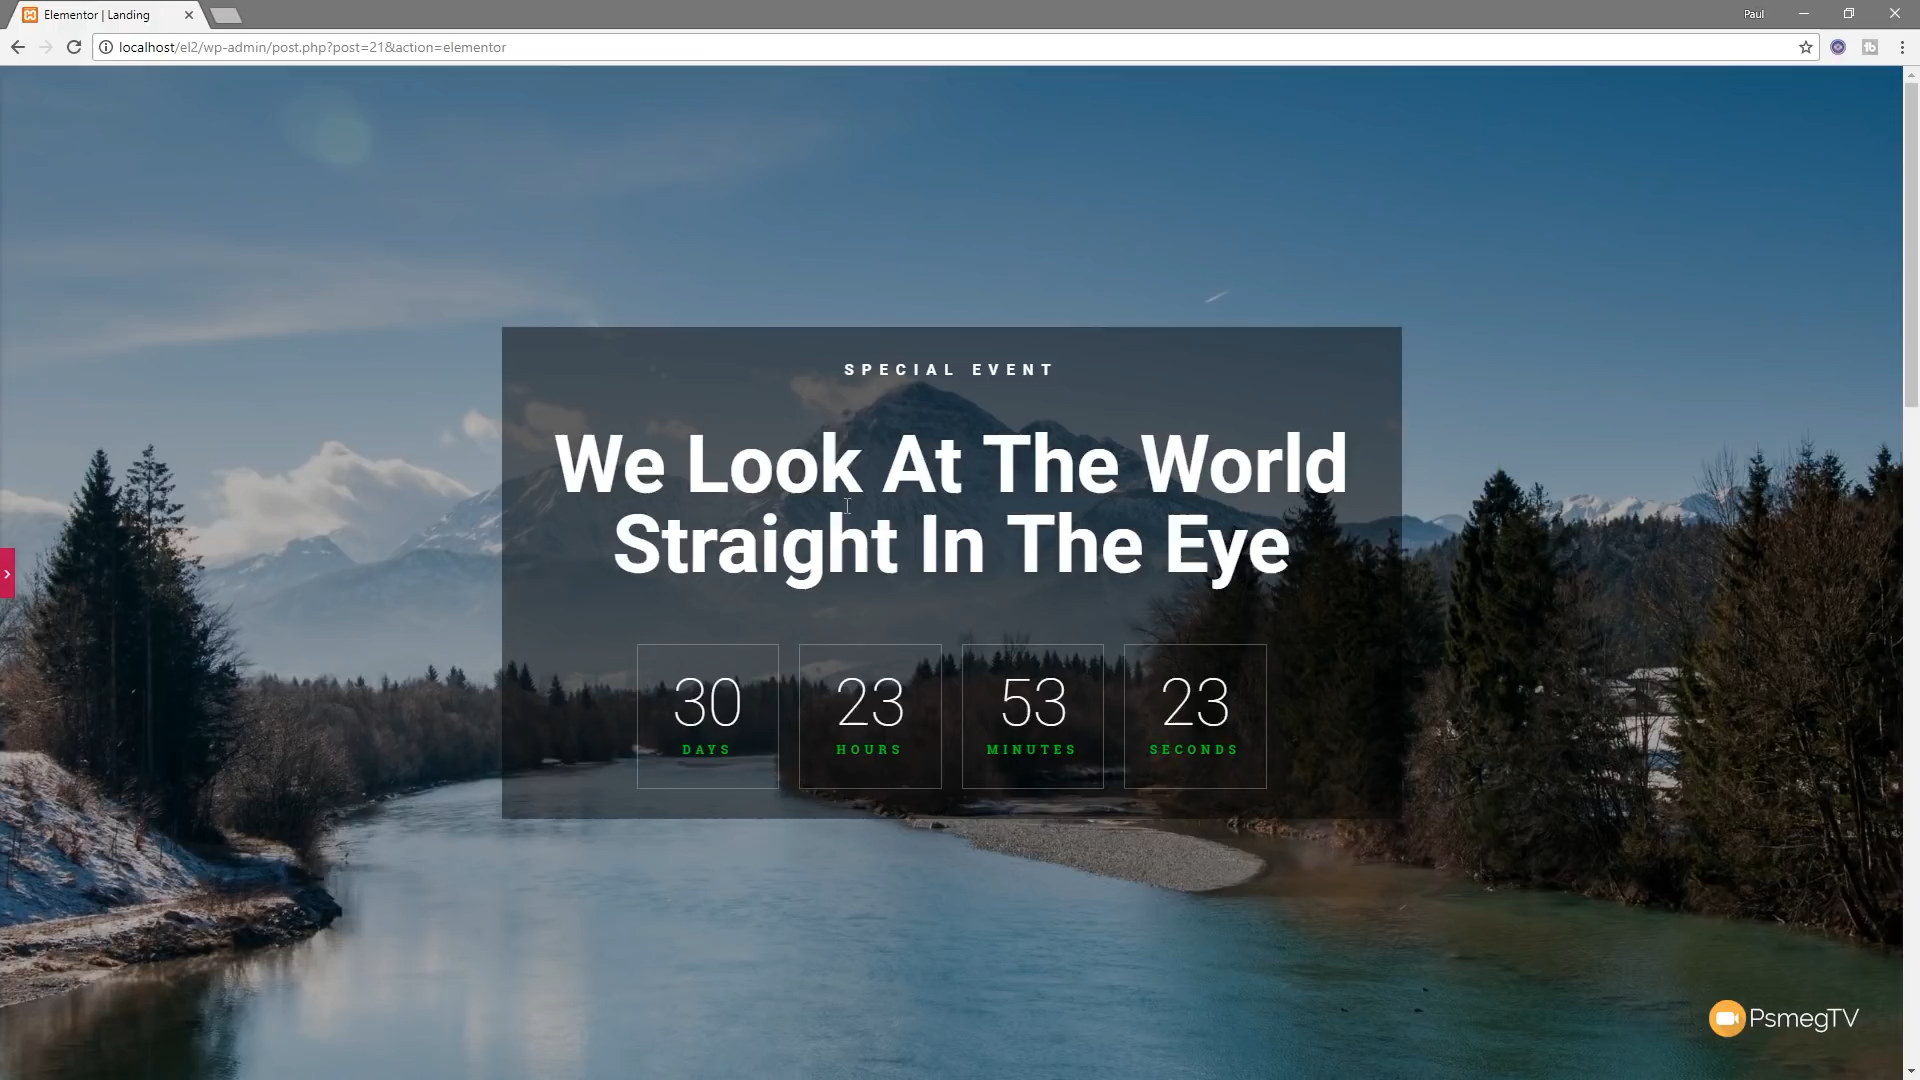 Elementor | Landing
Paul
localhost/el2/wp-admin/post.php?post=21&action=elementor
SPECIAL EVENT
We Look At The World
Straight In The Eye
30 23 53 23
DAYS HOURS MINUTES SECONDS
PsmegTV